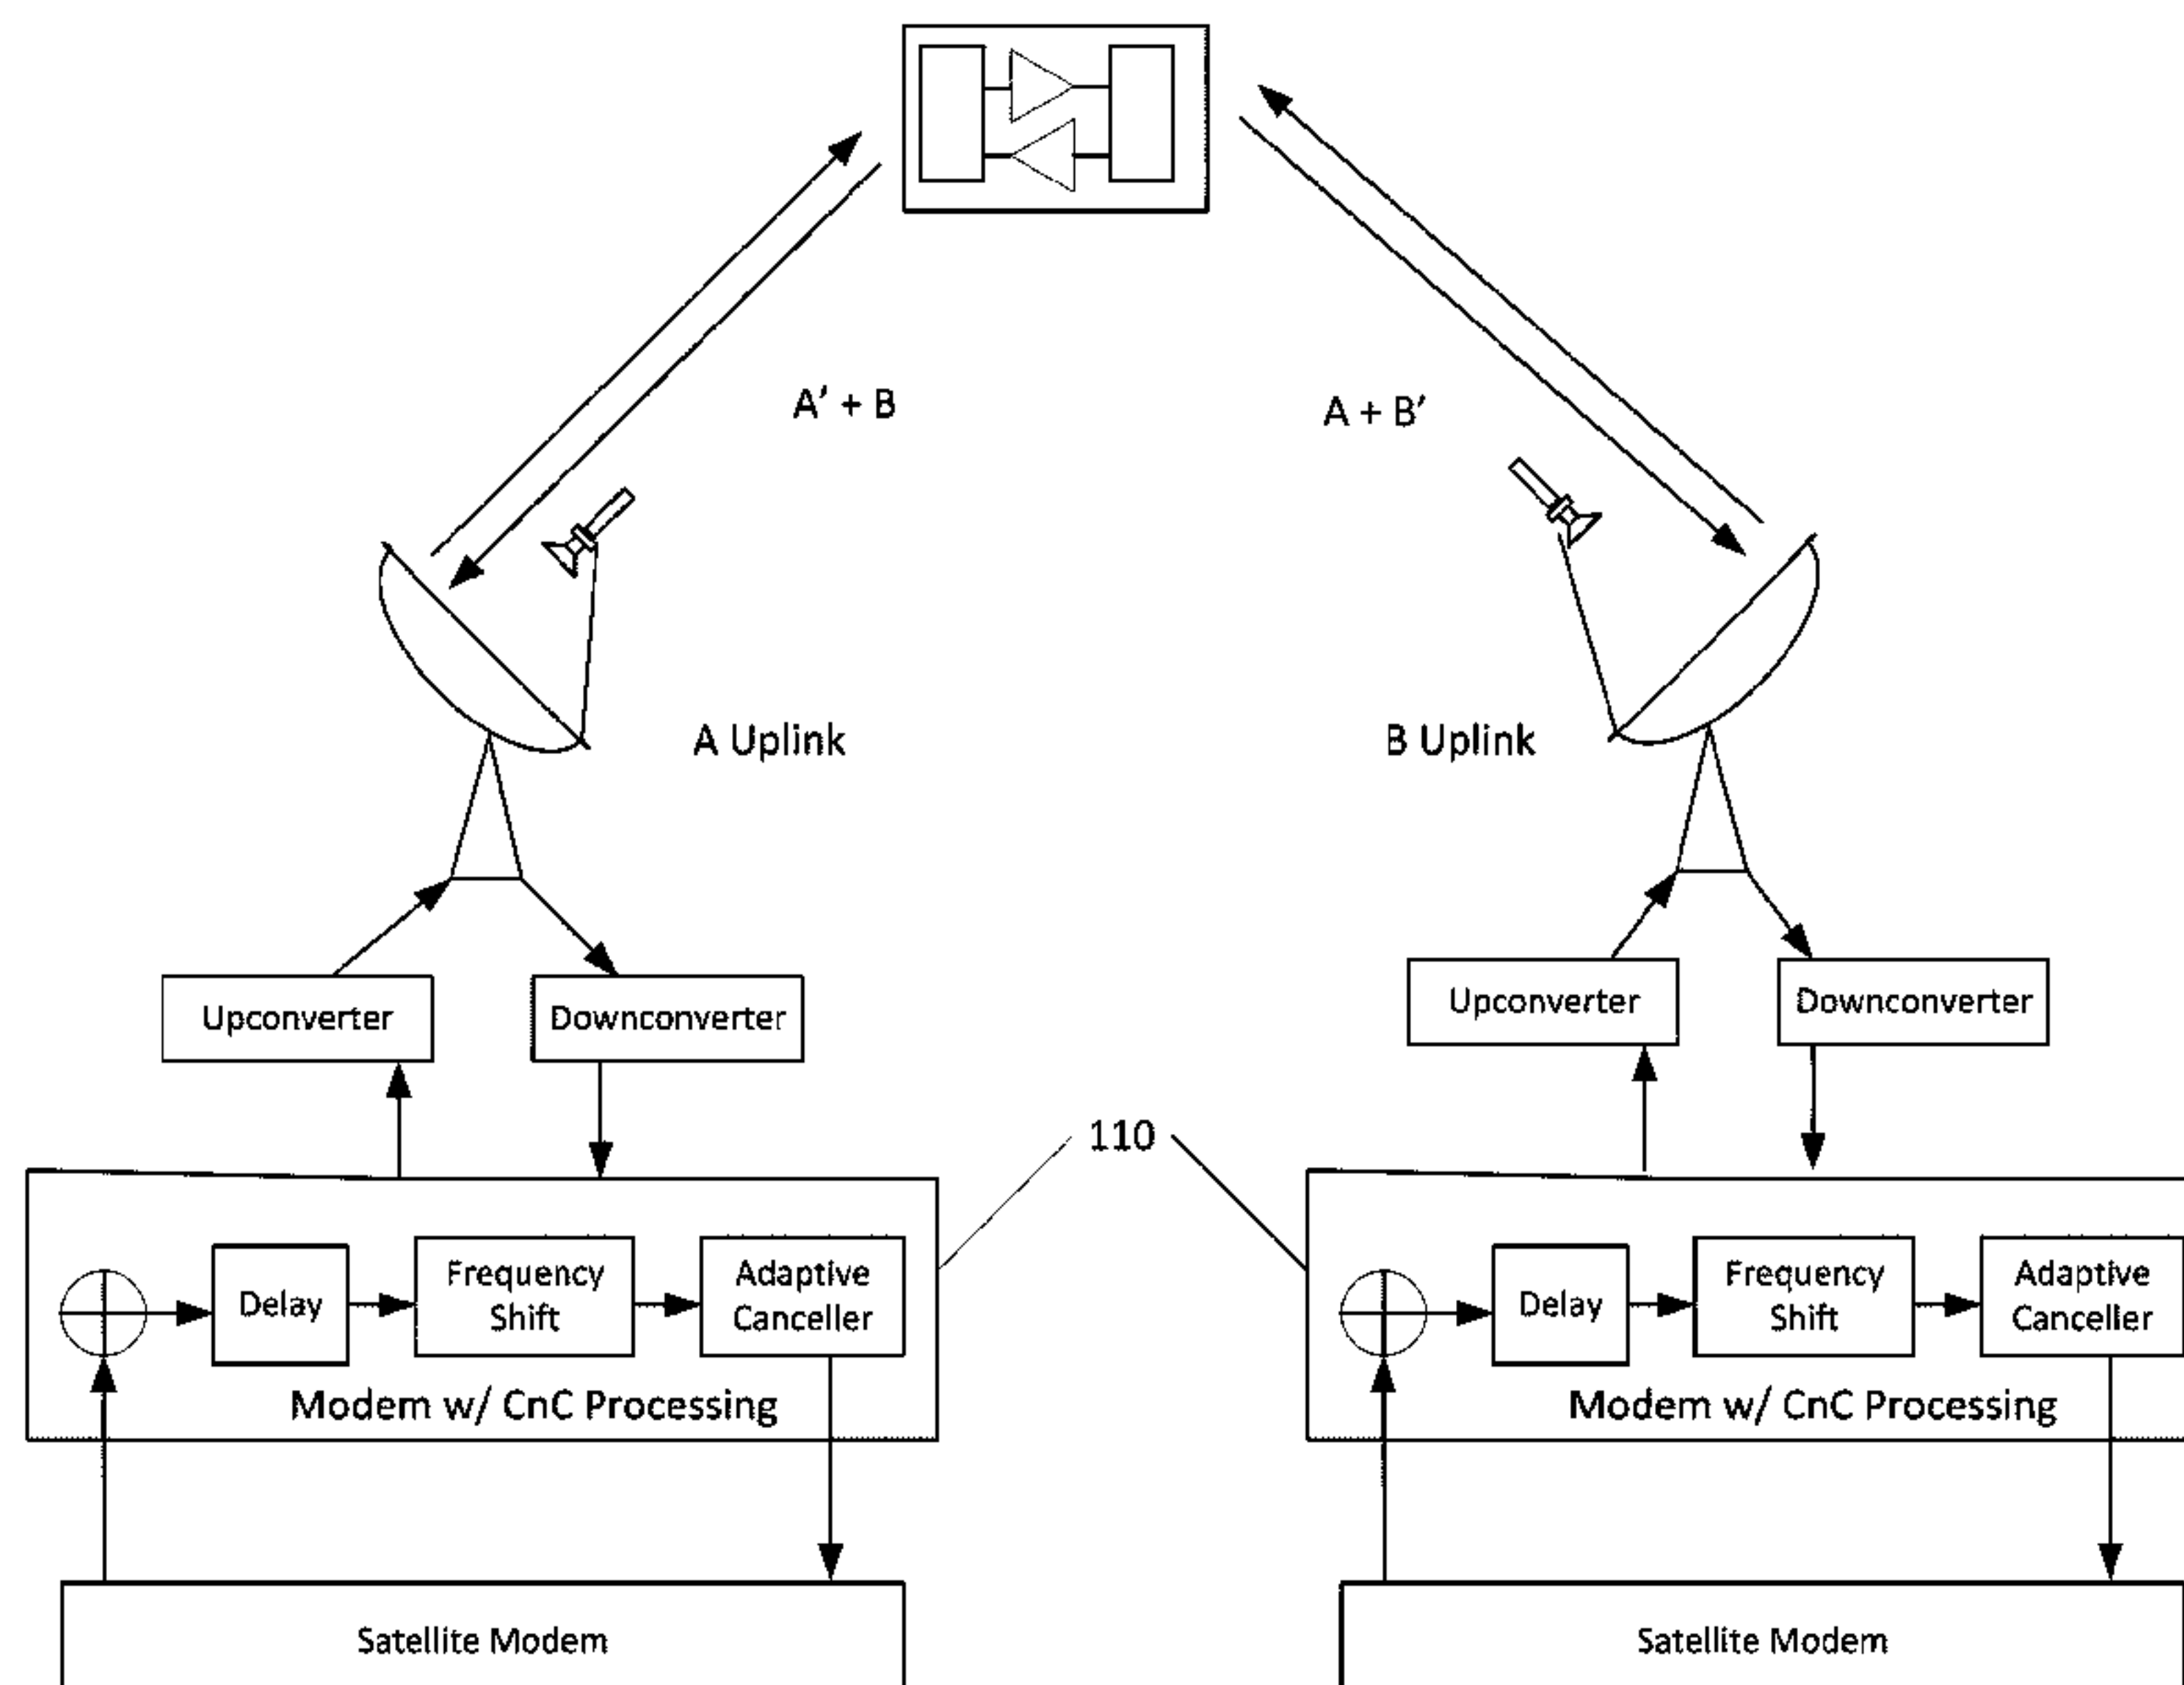 A' + B
A + B'
A Uplink
B Uplink
Upconverter
Downconverter
Upconverter
Downconverter
110
Delay
Frequency
Shift
Adaptive
Canceller
Modem w/ CnC Processing
Delay
Frequency
Shift
Adaptive
Canceller
Modem w/ CnC Processing
Satellite Modem
Satellite Modem